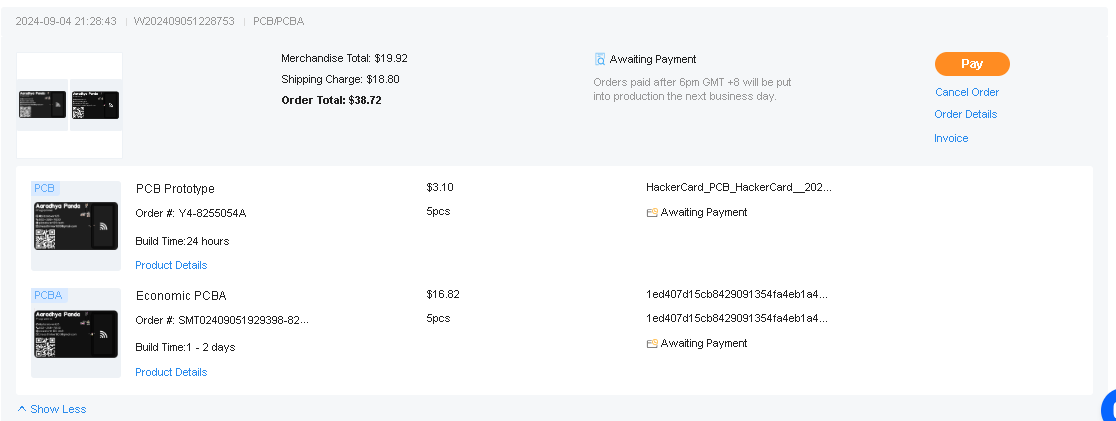 2024-09-04 21:28:43 | W202409051228753 | PCB/PCBA
Merchandise Total: $19.92
Shipping Charge: $18.80
Order Total: $38.72
Awaiting Payment
Orders paid after 6pm GMT +8 will be put
into production the next business day.
Pay
Cancel Order
Order Details
Invoice
Aaradhya Panda
Aaradhya Panda
PCB
Aaradhya Panda
PCB Prototype
Order #: Y4-8255054A
Build Time:24 hours
Product Details
$3.10
5pcs
HackerCard_PCB_HackerCard__202...
Awaiting Payment
PCBA
Aaradhya Panda
Economic PCBA
Order #: SMT02409051929398-82...
Build Time:1 - 2 days
Product Details
$16.82
5pcs
1ed407d15cb8429091354fa4eb1a4...
1ed407d15cb8429091354fa4eb1a4...
Awaiting Payment
Show Less